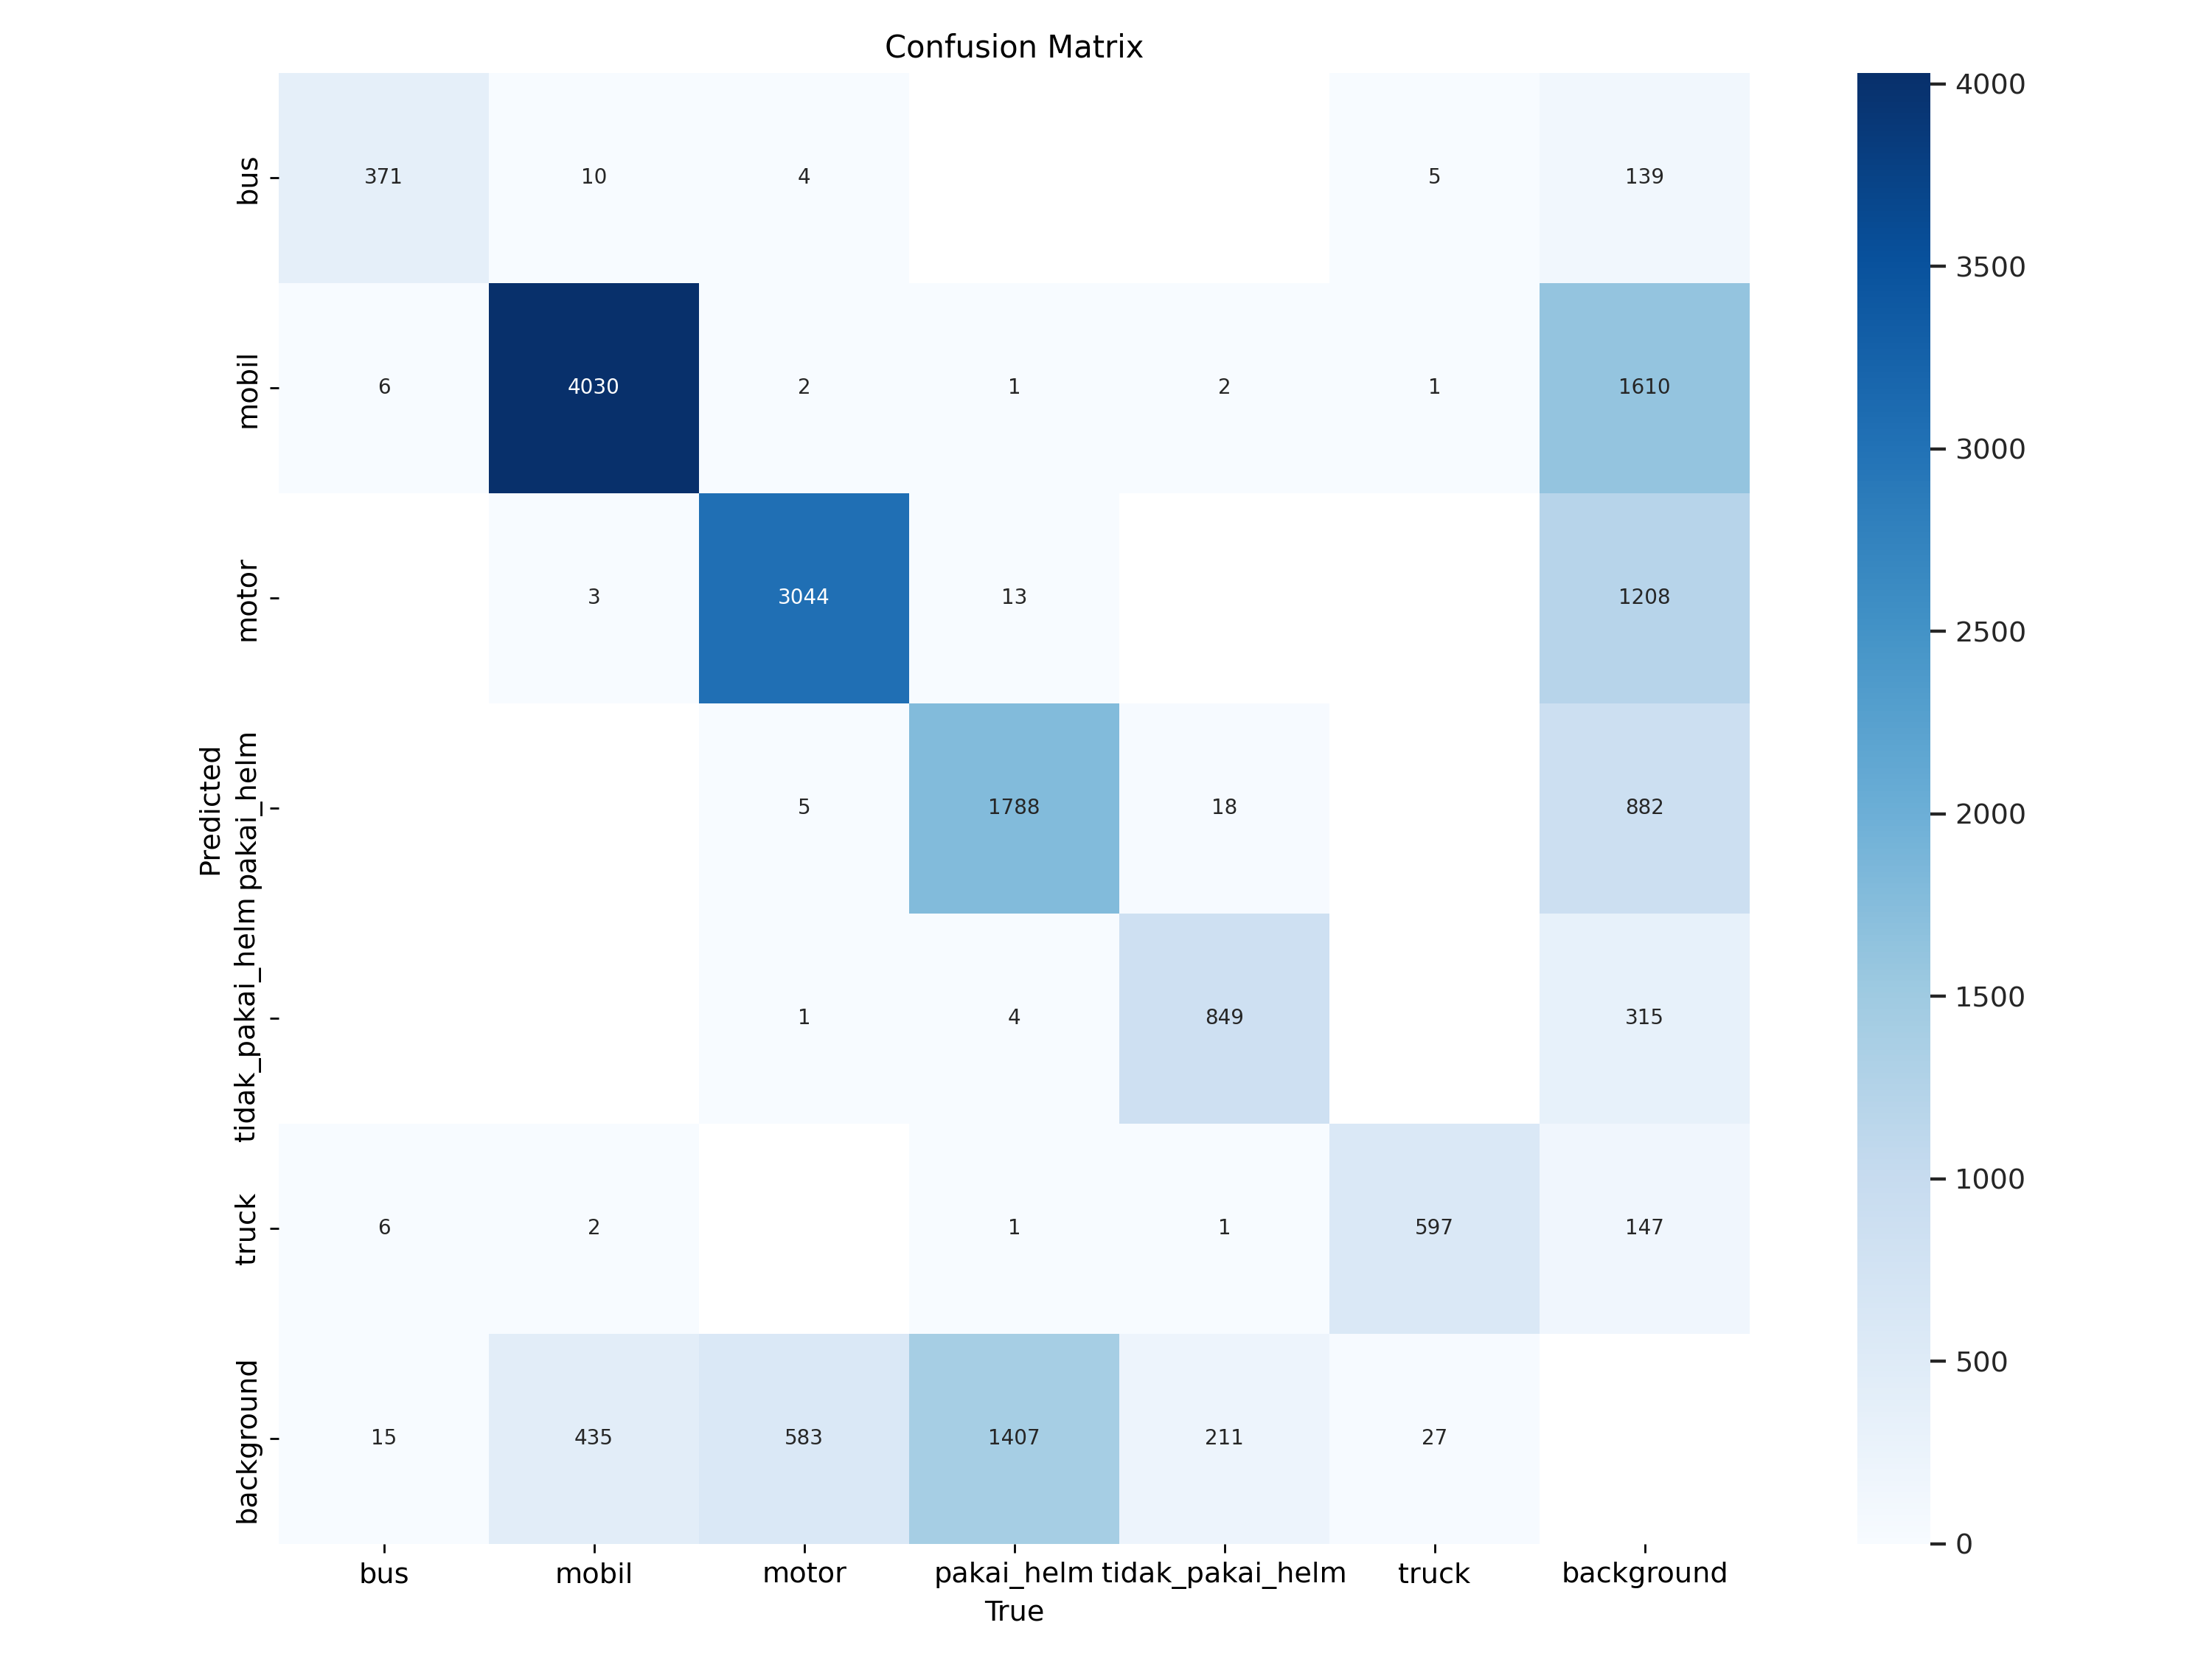 Confusion Matrix
bus 371 10 4 5 139
mobil 6 4030 2 1 2 1 1610
motor 3 3044 13 1208
pakai_helm 5 1788 18 882
tidak_pakai_helm 1 4 849 315
truck 6 2 1 1 597 147
background 15 435 583 1407 211 27
Predicted
bus mobil motor pakai_helm tidak_pakai_helm truck background
True
4000
3500
3000
2500
2000
1500
1000
500
0